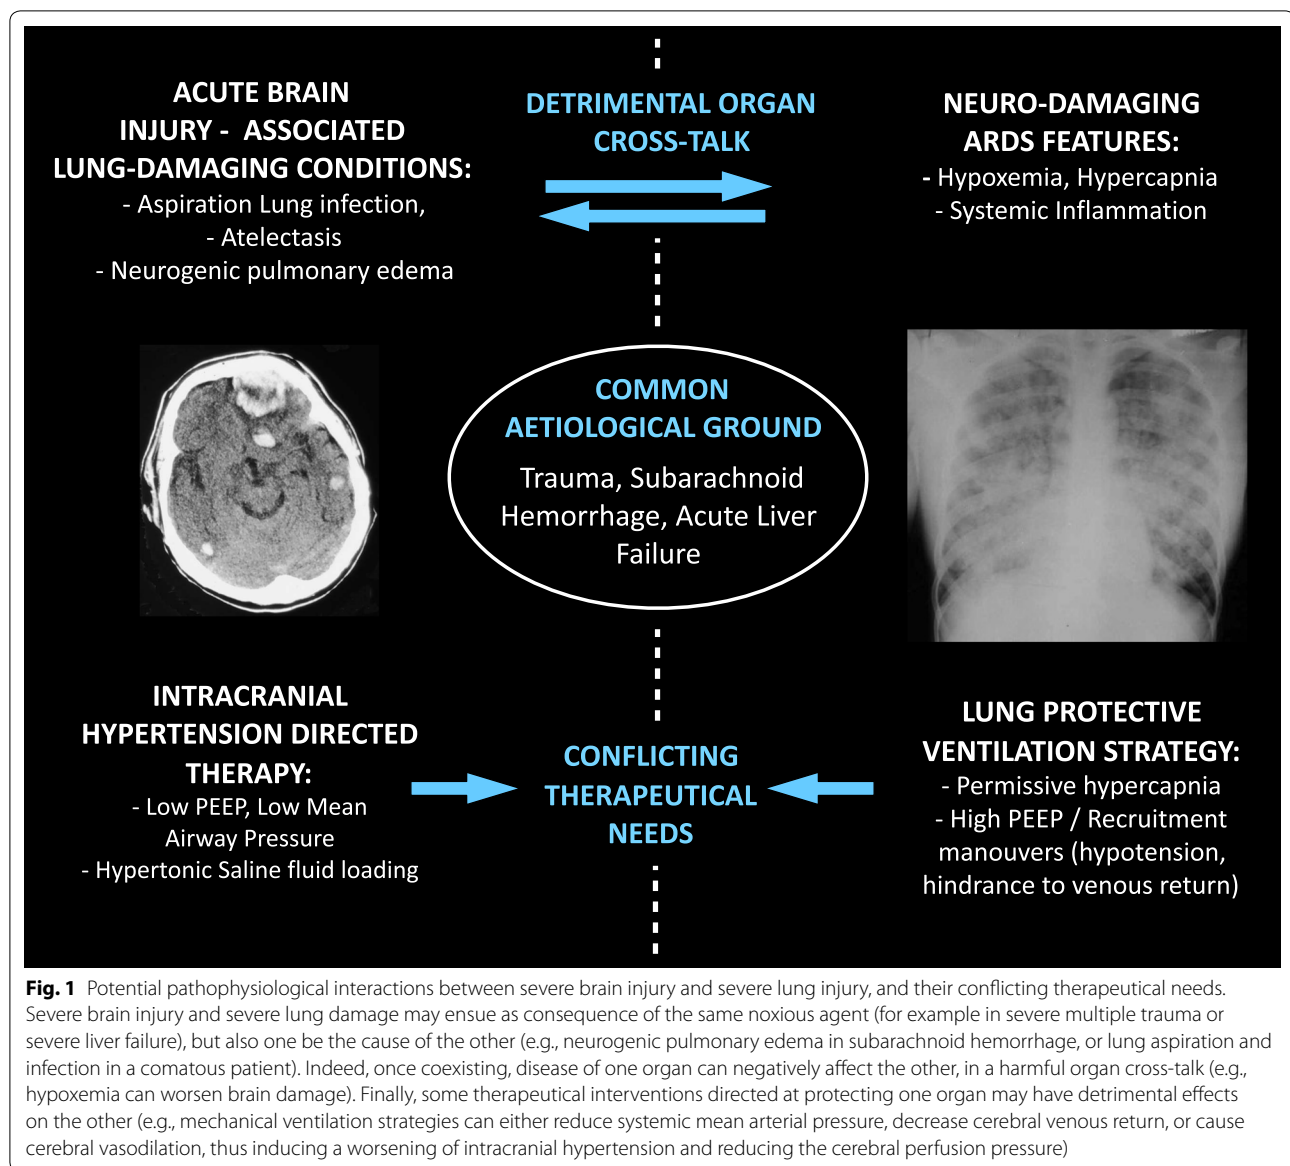 ACUTE BRAIN
INJURY - ASSOCIATED
LUNG-DAMAGING CONDITIONS:
- Aspiration Lung infection,
- Atelectasis
- Neurogenic pulmonary edema
DETRIMENTAL ORGAN
CROSS-TALK
NEURO-DAMAGING
ARDS FEATURES:
- Hypoxemia, Hypercapnia
- Systemic Inflammation
COMMON
AETIOLOGICAL GROUND
Trauma, Subarachnoid
Hemorrhage, Acute Liver
Failure
INTRACRANIAL
HYPERTENSION DIRECTED
THERAPY:
- Low PEEP, Low Mean
Airway Pressure
- Hypertonic Saline fluid loading
CONFLICTING
THERAPEUTICAL
NEEDS
LUNG PROTECTIVE
VENTILATION STRATEGY:
- Permissive hypercapnia
- High PEEP / Recruitment
manouvers (hypotension,
hindrance to venous return)
Fig. 1 Potential pathophysiological interactions between severe brain injury and severe lung injury, and their conflicting therapeutical needs.
Severe brain injury and severe lung damage may ensue as consequence of the same noxious agent (for example in severe multiple trauma or
severe liver failure), but also one be the cause of the other (e.g., neurogenic pulmonary edema in subarachnoid hemorrhage, or lung aspiration and
infection in a comatous patient). Indeed, once coexisting, disease of one organ can negatively affect the other, in a harmful organ cross-talk (e.g.,
hypoxemia can worsen brain damage). Finally, some therapeutical interventions directed at protecting one organ may have detrimental effects
on the other (e.g., mechanical ventilation strategies can either reduce systemic mean arterial pressure, decrease cerebral venous return, or cause
cerebral vasodilation, thus inducing a worsening of intracranial hypertension and reducing the cerebral perfusion pressure)